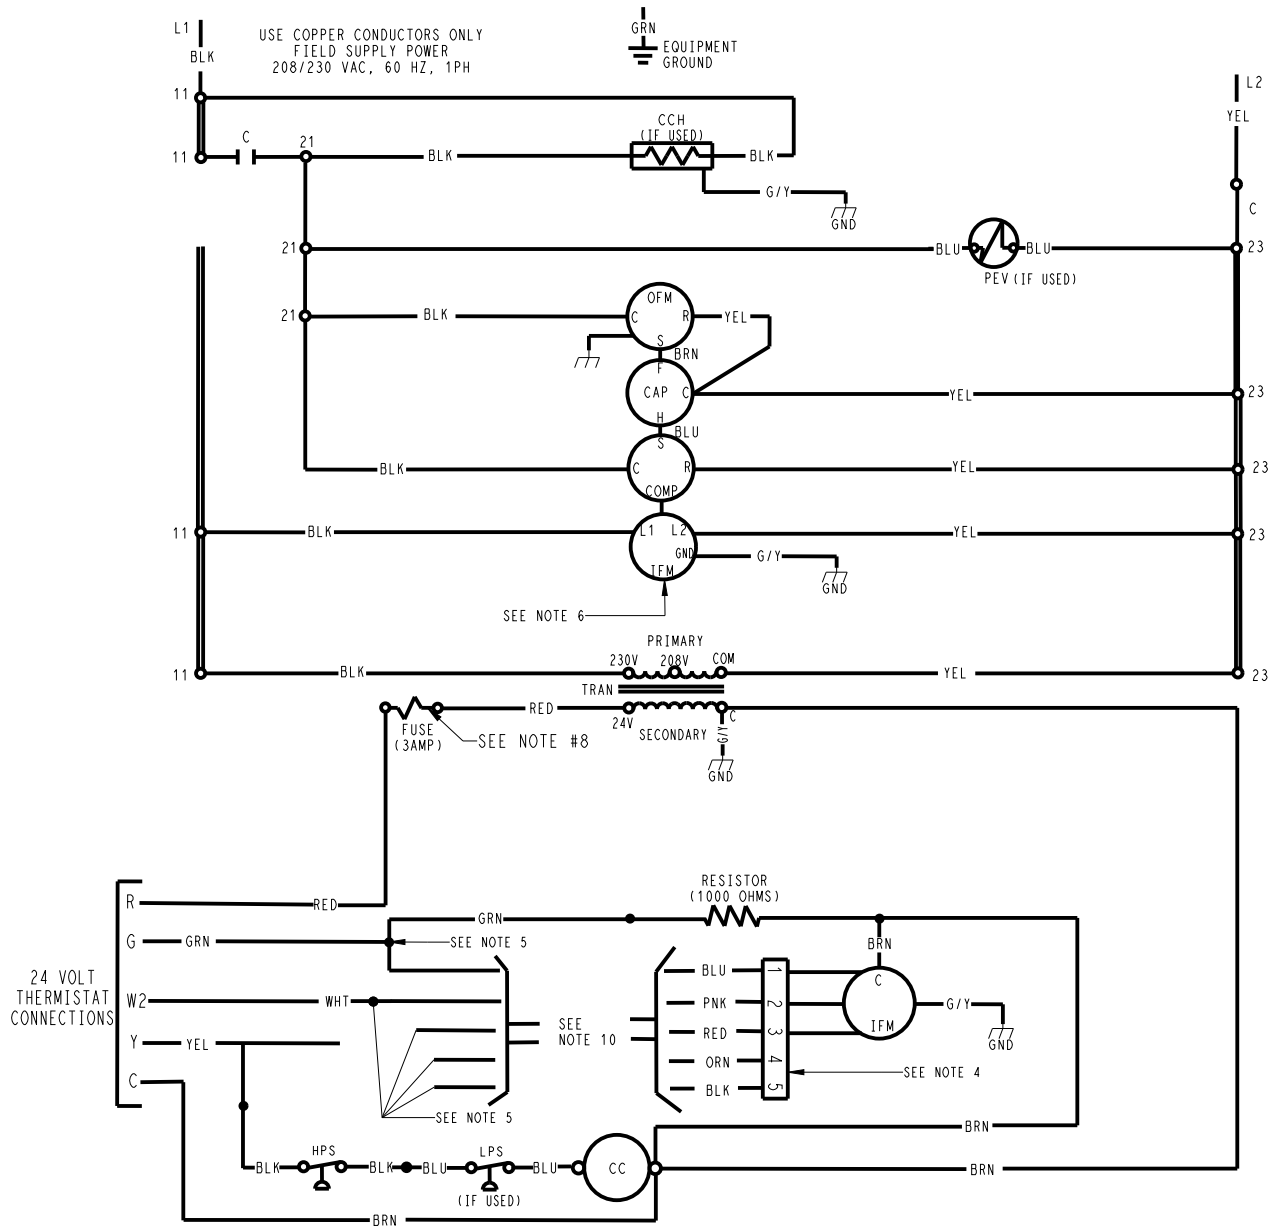 L1
BLK
USE COPPER CONDUCTORS ONLY
FIELD SUPPLY POWER
208/230 VAC, 60 HZ, 1PH
GRN
EQUIPMENT
GROUND
L2
YEL
11
CCH
(IF USED)
11
C
21
BLK
BLK
G/Y
GND
C
21
BLU
BLU
23
PEV (IF USED)
21
BLK
OFM
C
R
S
YEL
BRN
F
CAP
C
H
YEL
23
BLU
S
BLK
C
R
COMP
YEL
23
11
BLK
L1
L2
GND
IFM
YEL
23
G/Y
GND
SEE NOTE 6
PRIMARY
230V
208V
COM
11
BLK
YEL
23
TRAN
RED
24V
SECONDARY
C
G/Y
GND
FUSE
(3AMP)
SEE NOTE #8
RESISTOR
(1000 OHMS)
R
RED
GRN
G
GRN
SEE NOTE 5
BRN
24 VOLT
THERMISTAT
CONNECTIONS
W2
WHT
SEE
NOTE 10
BLU
1
PNK
2
RED
3
ORN
4
BLK
5
C
IFM
G/Y
GND
Y
YEL
C
SEE NOTE 4
SEE NOTE 5
BRN
HPS
LPS
BLK
BLK
BLU
BLU
CC
BRN
(IF USED)
BRN